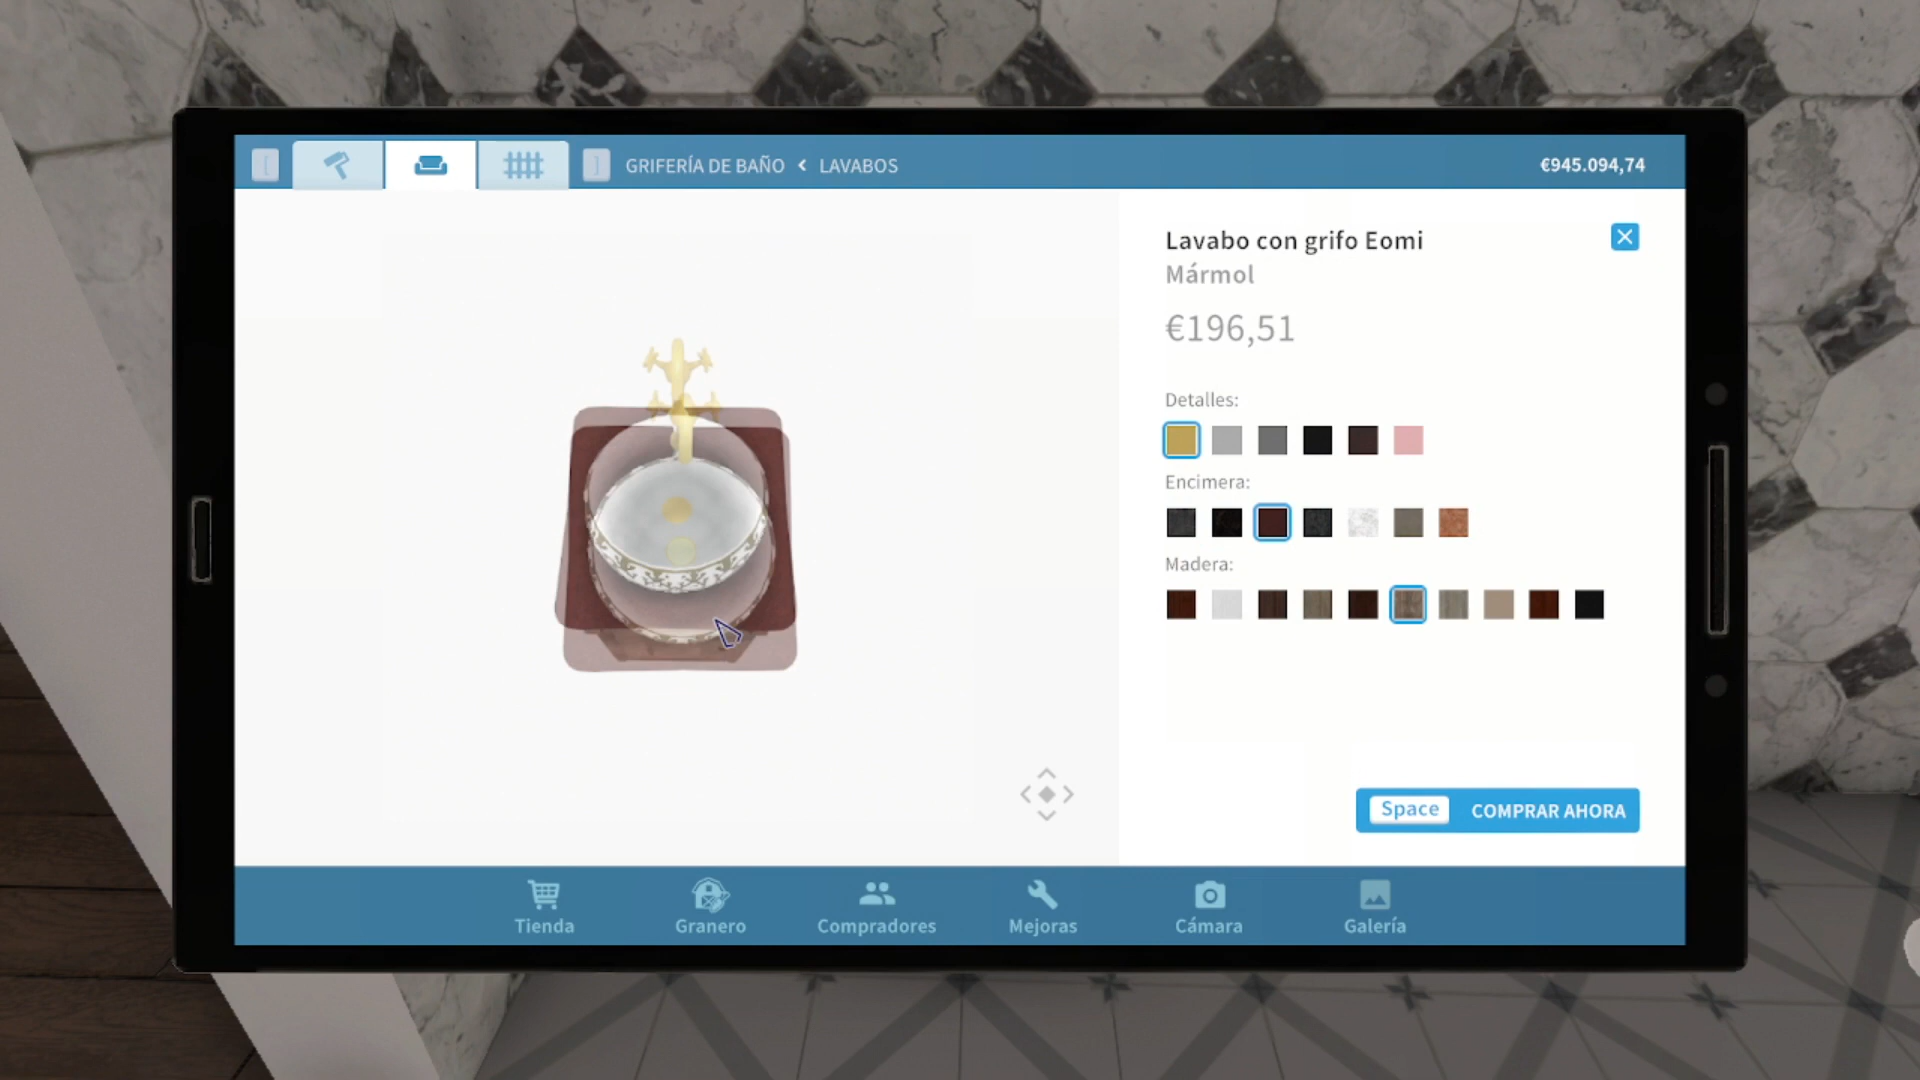 [
]
GRIFERÍA DE BAÑO < LAVABOS
€945.094,74
Lavabo con grifo Eomi
Mármol
€196,51
Detalles:
Encimera:
Madera:
Space COMPRAR AHORA
Tienda
Granero
Compradores
Mejoras
Cámara
Galería